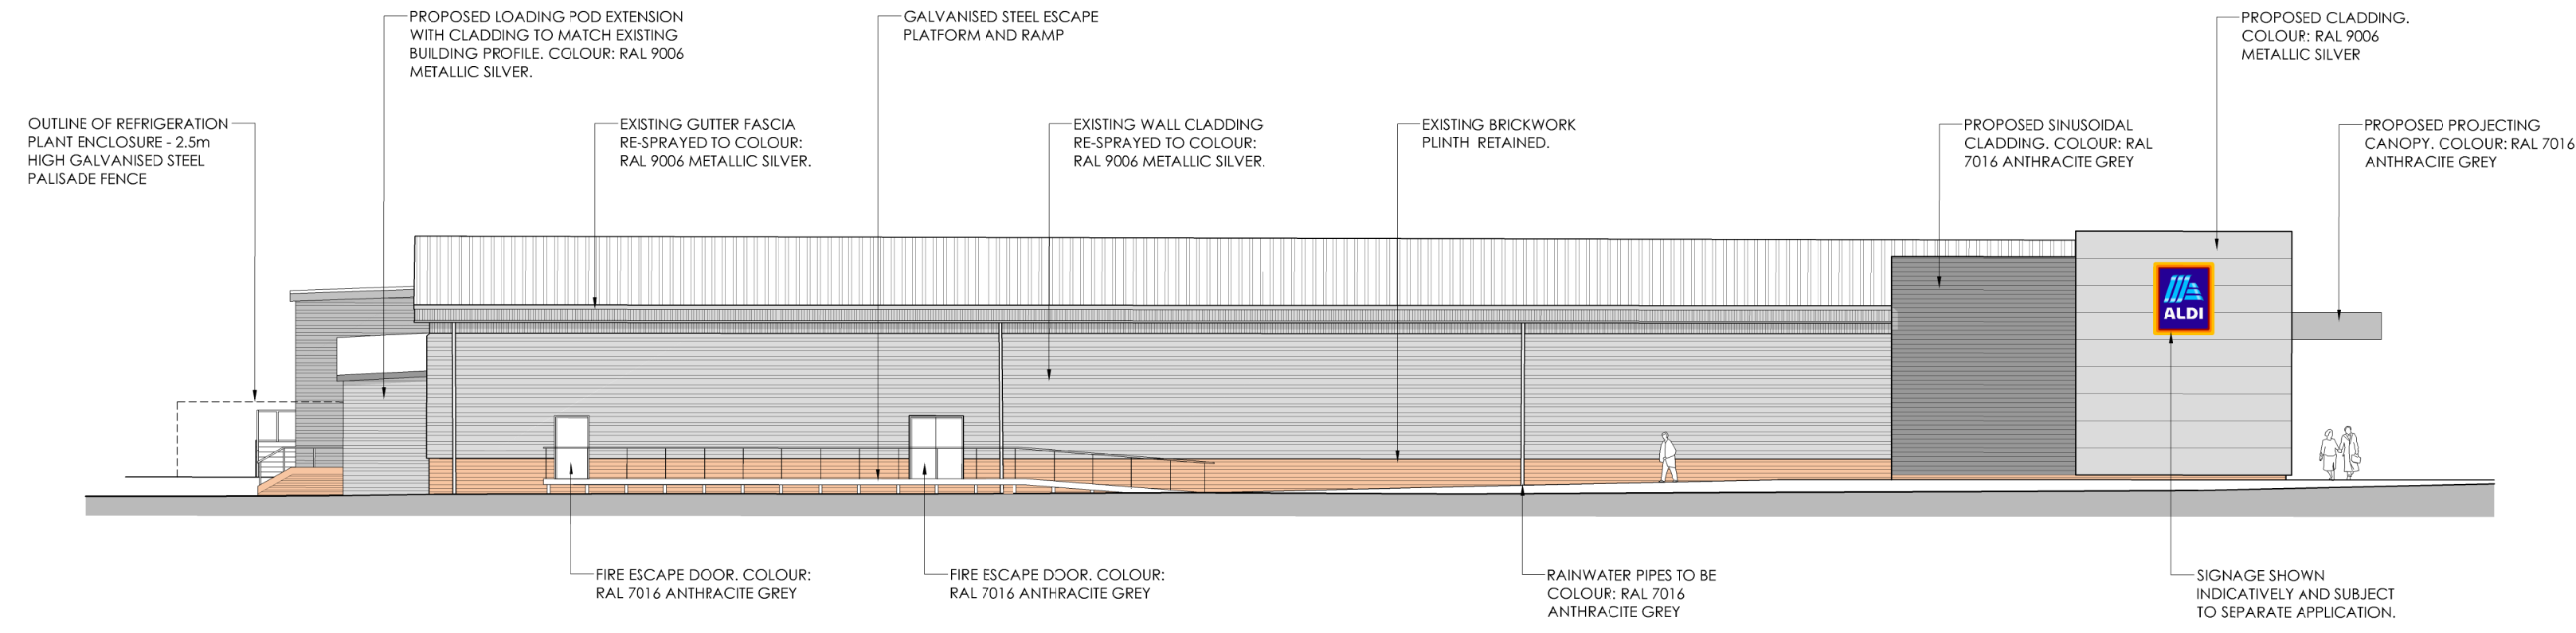 PROPOSED LOADING POD EXTENSION
WITH CLADDING TO MATCH EXISTING
BUILDING PROFILE. COLOUR: RAL 9006
METALLIC SILVER.
GALVANISED STEEL ESCAPE
PLATFORM AND RAMP
PROPOSED CLADDING.
COLOUR: RAL 9006
METALLIC SILVER
OUTLINE OF REFRIGERATION
PLANT ENCLOSURE - 2.5m
HIGH GALVANISED STEEL
PALISADE FENCE
EXISTING GUTTER FASCIA
RE-SPRAYED TO COLOUR:
RAL 9006 METALLIC SILVER.
EXISTING WALL CLADDING
RE-SPRAYED TO COLOUR:
RAL 9006 METALLIC SILVER.
EXISTING BRICKWORK
PLINTH RETAINED.
PROPOSED SINUSOIDAL
CLADDING. COLOUR: RAL
7016 ANTHRACITE GREY
PROPOSED PROJECTING
CANOPY. COLOUR: RAL 7016
ANTHRACITE GREY
ALDI
FIRE ESCAPE DOOR. COLOUR:
RAL 7016 ANTHRACITE GREY
FIRE ESCAPE DOOR. COLOUR:
RAL 7016 ANTHRACITE GREY
RAINWATER PIPES TO BE
COLOUR: RAL 7016
ANTHRACITE GREY
SIGNAGE SHOWN
INDICATIVELY AND SUBJECT
TO SEPARATE APPLICATION.